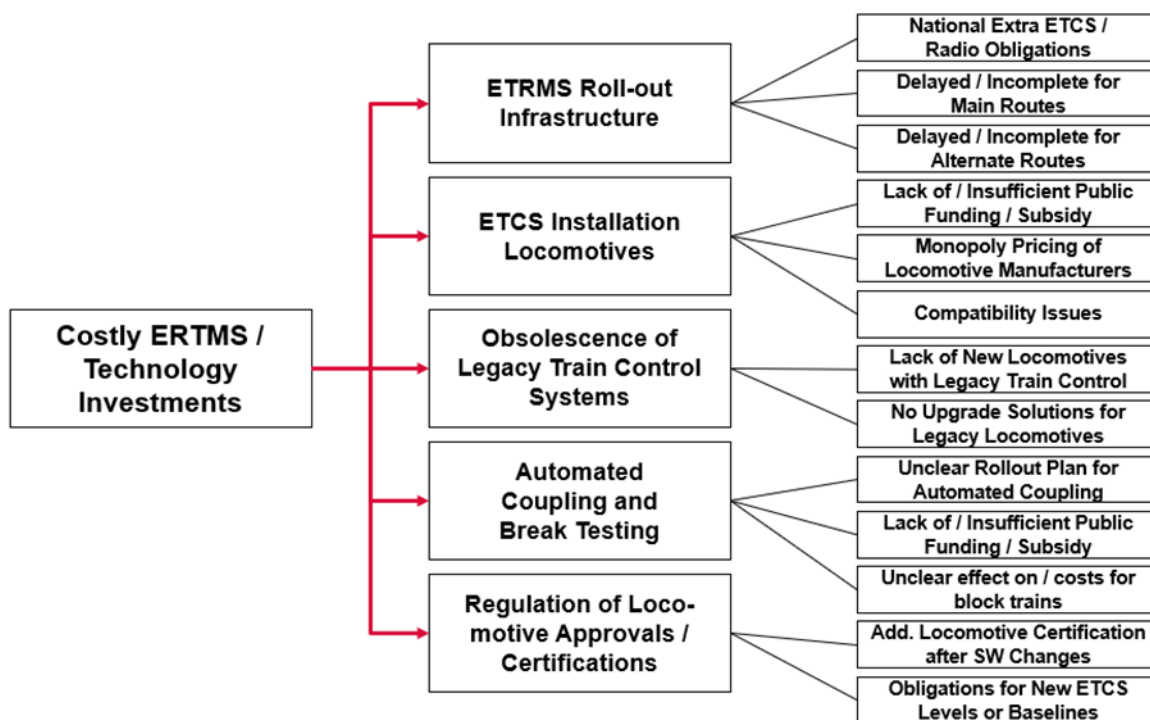 Costly ERTMS /
Technology
Investments
ETRMS Roll-out
Infrastructure
National Extra ETCS /
Radio Obligations
Delayed / Incomplete for
Main Routes
Delayed / Incomplete for
Alternate Routes
ETCS Installation
Locomotives
Lack of / Insufficient Public
Funding / Subsidy
Monopoly Pricing of
Locomotive Manufacturers
Compatibility Issues
Obsolescence of
Legacy Train Control
Systems
Lack of New Locomotives
with Legacy Train Control
No Upgrade Solutions for
Legacy Locomotives
Automated
Coupling and
Break Testing
Unclear Rollout Plan for
Automated Coupling
Lack of / Insufficient Public
Funding / Subsidy
Unclear effect on / costs for
block trains
Regulation of Loco-
motive Approvals /
Certifications
Add. Locomotive Certification
after SW Changes
Obligations for New ETCS
Levels or Baselines